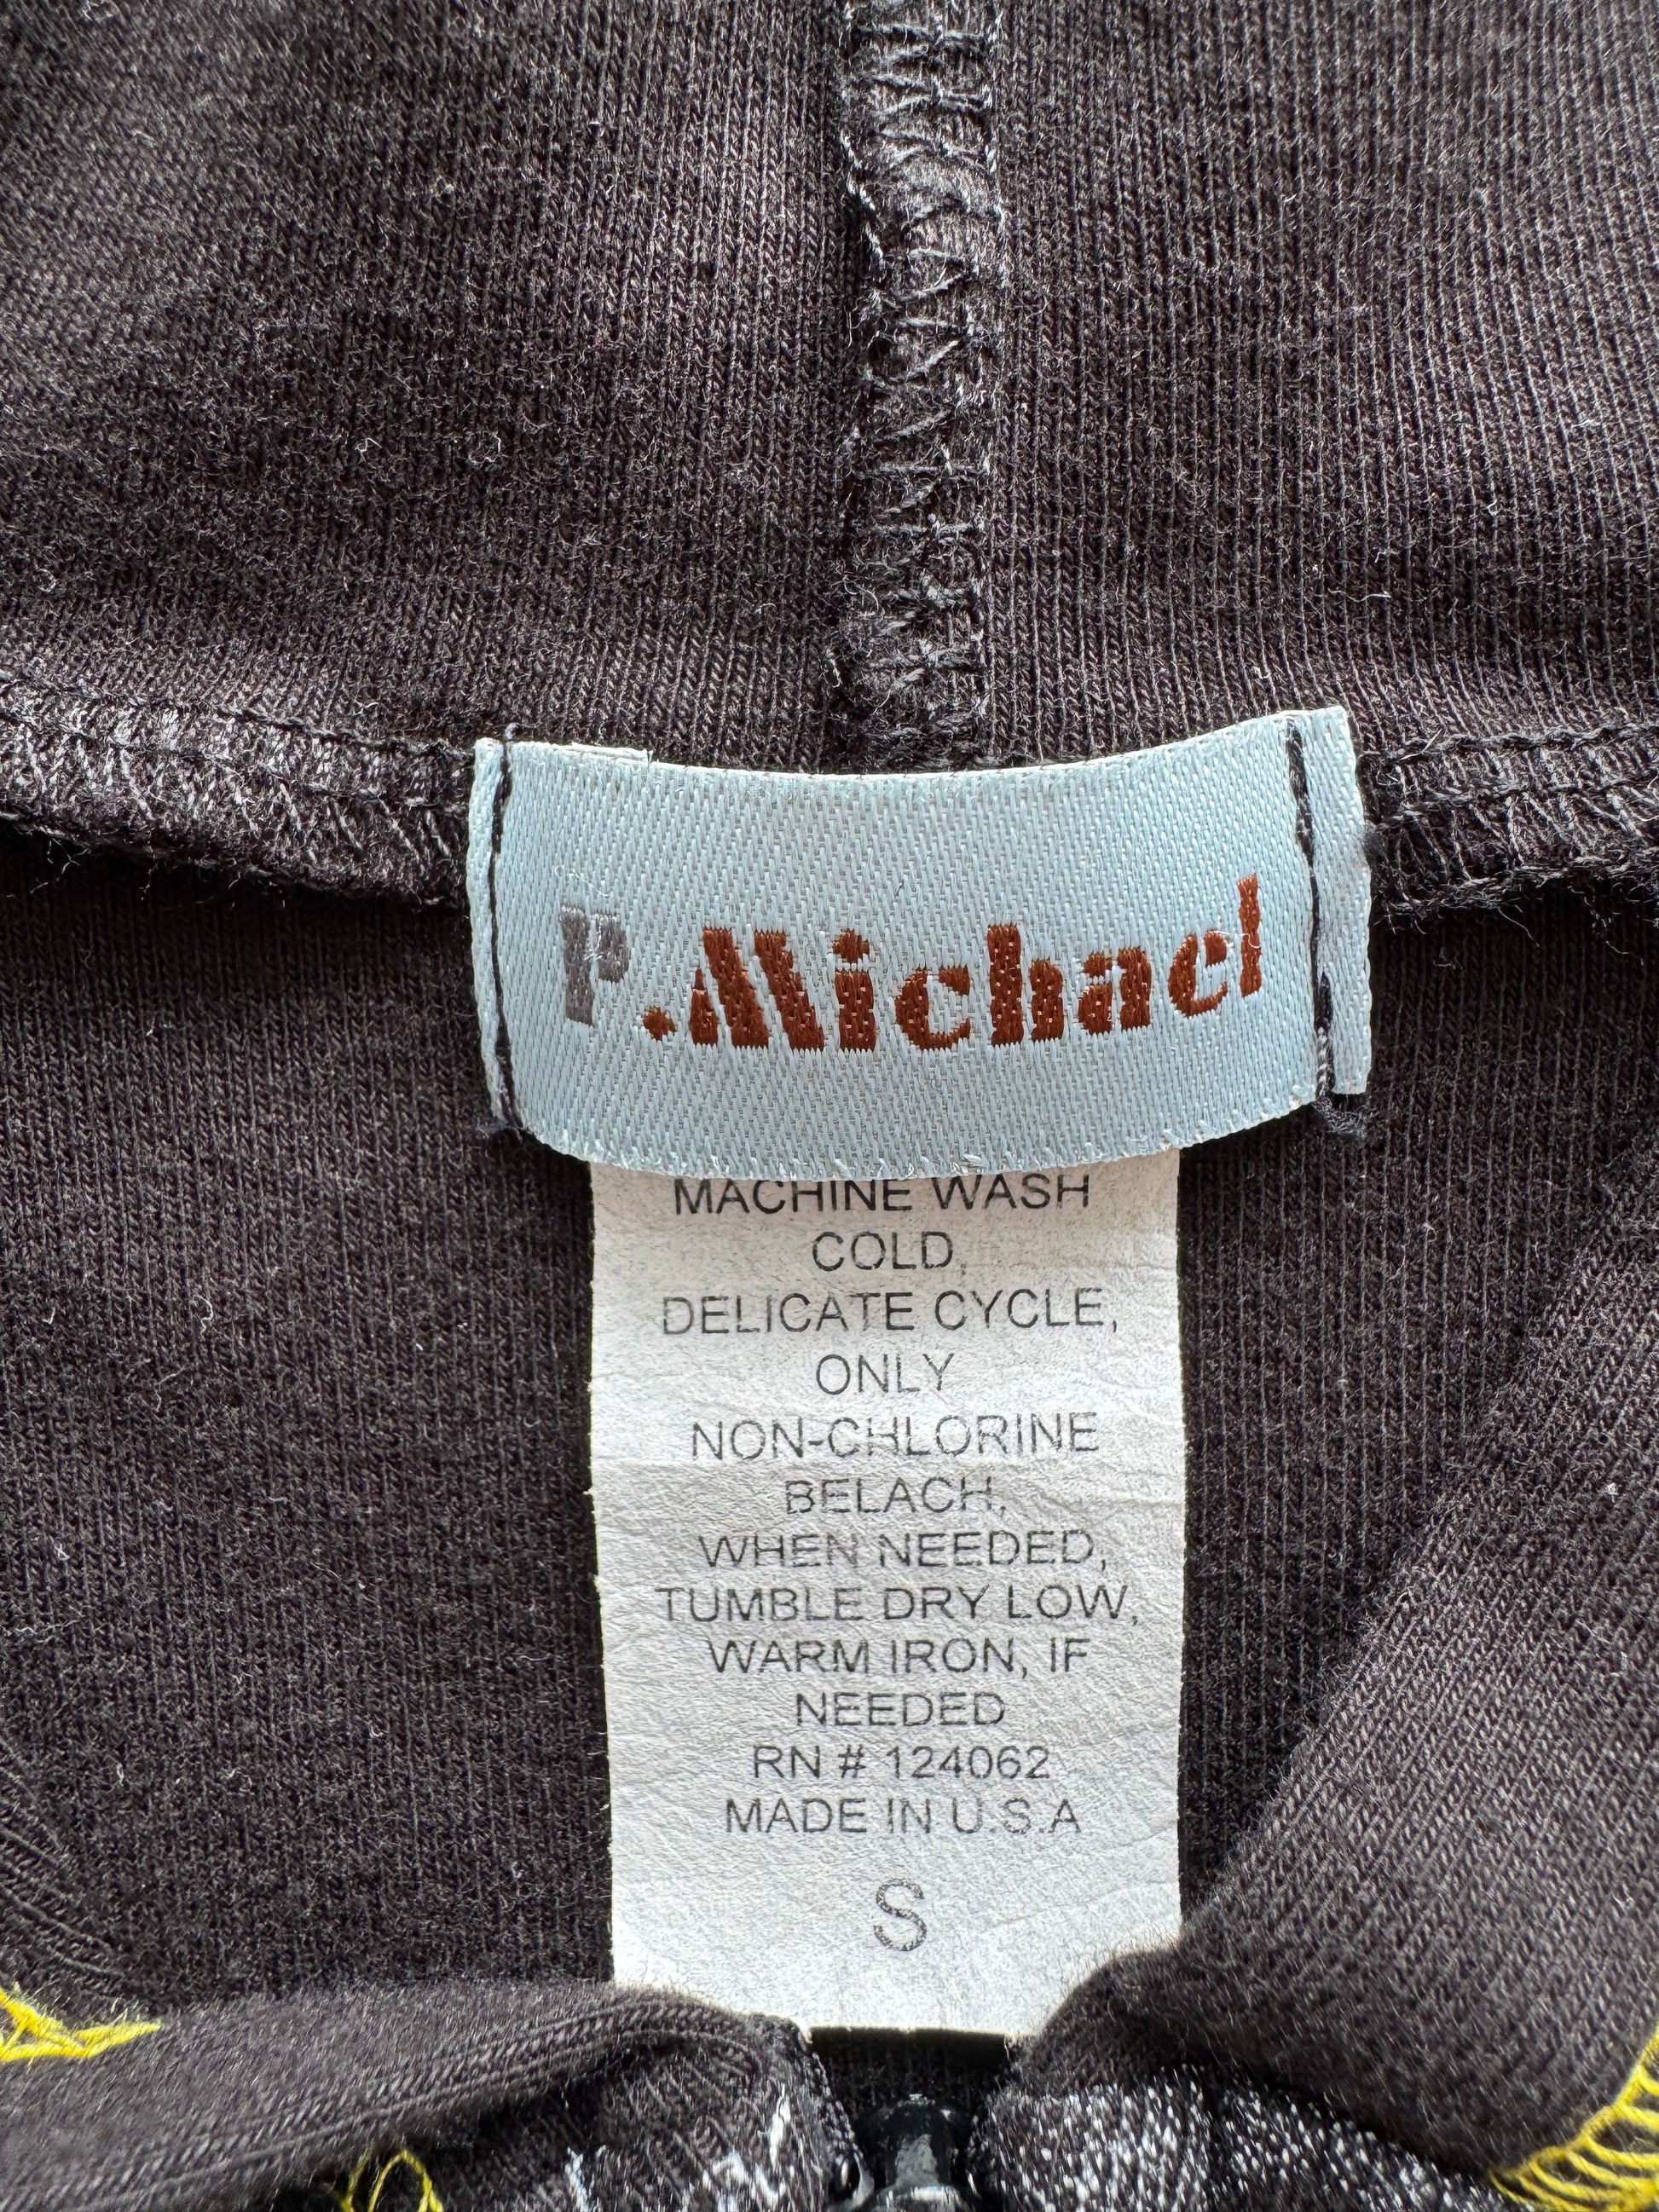 P.Michael
MACHINE WASH
COLD,
DELICATE CYCLE,
ONLY
NON-CHLORINE
BELACH,
WHEN NEEDED,
TUMBLE DRY LOW,
WARM IRON, IF
NEEDED
RN # 124062
MADE IN U.S.A
S